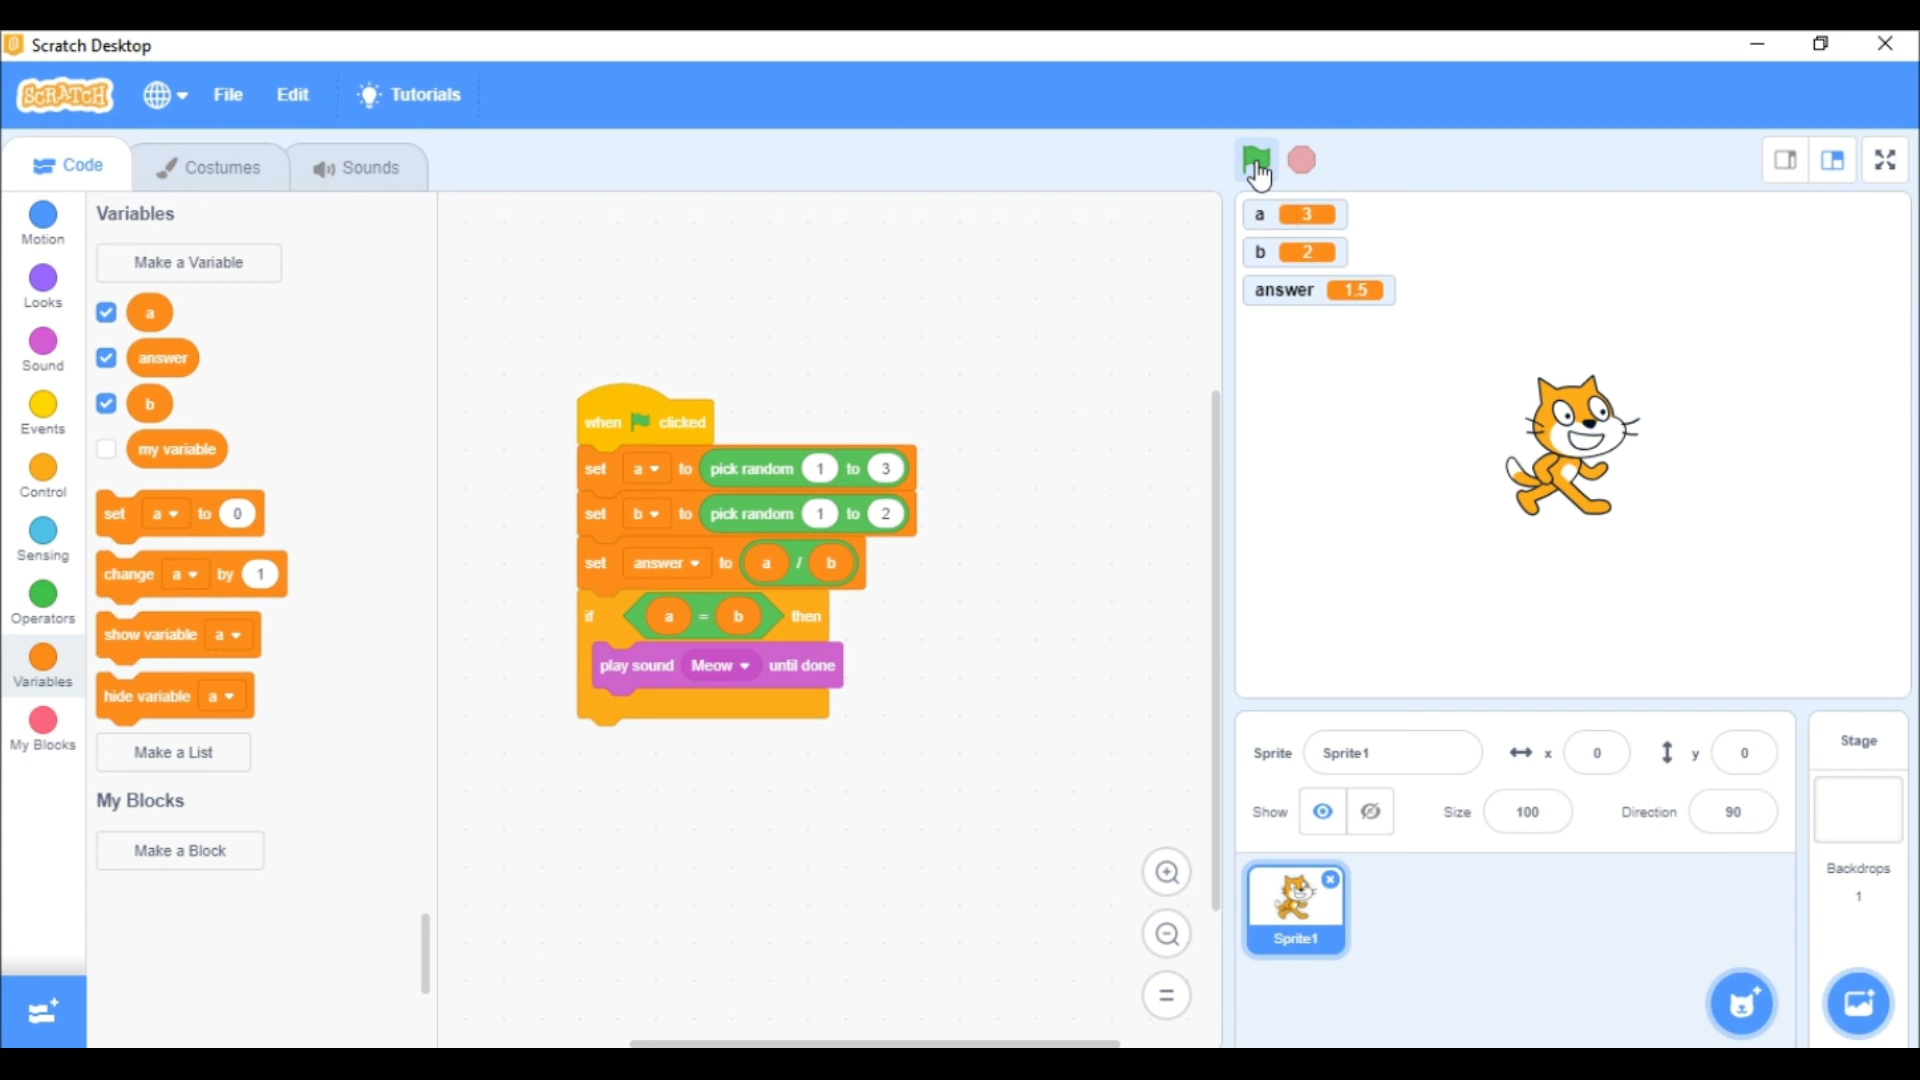 Scratch Desktop
SCRATCH
File
Edit
Tutorials
Code
Costumes
Sounds
Motion
Looks
Sound
Events
Control
Sensing
Operators
Variables
My Blocks
Variables
Make a Variable
a
answer
b
my variable
set a to 0
change a by 1
show variable a
hide variable a
Make a List
My Blocks
Make a Block
when clicked
set a to pick random 1 to 3
set b to pick random 1 to 2
set answer to a / b
if a = b then
play sound Meow until done
a 3
b 2
answer 1.5
Sprite Sprite1 x 0 y 0
Show Size 100 Direction 90
Sprite1
Stage
Backdrops
1